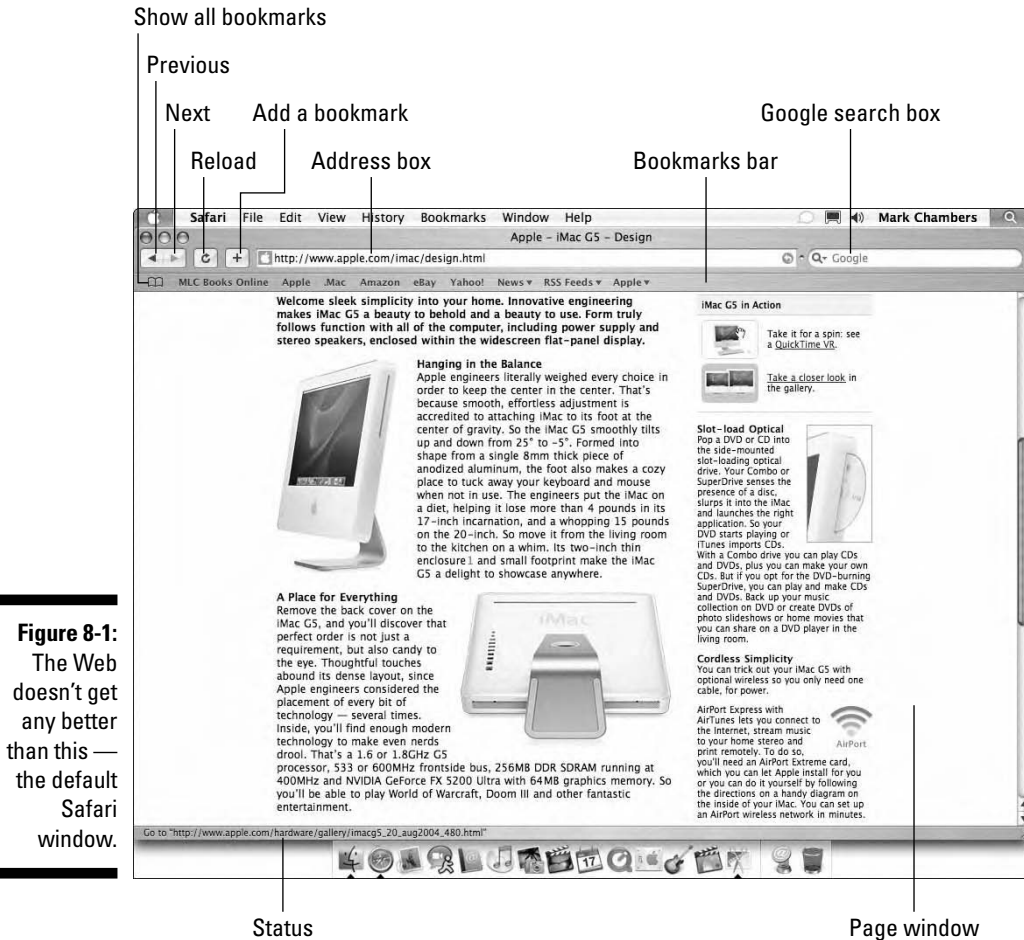 Show all bookmarks
Previous
Next
Add a bookmark
Google search box
Reload
Address box
Bookmarks bar
Safari File Edit View History Bookmarks Window Help
Mark Chambers
Apple – iMac G5 – Design
http://www.apple.com/imac/design.html
Google
MLC Books Online Apple .Mac Amazon eBay Yahoo! News ▾ RSS Feeds ▾ Apple ▾
Welcome sleek simplicity into your home. Innovative engineering
makes iMac G5 a beauty to behold and a beauty to use. Form truly
follows function with all of the computer, including power supply and
stereo speakers, enclosed within the widescreen flat-panel display.
Hanging in the Balance
Apple engineers literally weighed every choice in
order to keep the center in the center. That's
because smooth, effortless adjustment is
accredited to attaching iMac to its foot at the
center of gravity. So the iMac G5 smoothly tilts
up and down from 25° to –5°. Formed into
shape from a single 8mm thick piece of
anodized aluminum, the foot also makes a cozy
place to tuck away your keyboard and mouse
when not in use. The engineers put the iMac on
a diet, helping it lose more than 4 pounds in its
17-inch incarnation, and a whopping 15 pounds
on the 20-inch. So move it from the living room
to the kitchen on a whim. Its two-inch thin
enclosure1 and small footprint make the iMac
G5 a delight to showcase anywhere.
A Place for Everything
Remove the back cover on the
iMac G5, and you'll discover that
perfect order is not just a
requirement, but also candy to
the eye. Thoughtful touches
abound its dense layout, since
Apple engineers considered the
placement of every bit of
technology — several times.
Inside, you'll find enough modern
technology to make even nerds
drool. That's a 1.6 or 1.8GHz G5
processor, 533 or 600MHz frontside bus, 256MB DDR SDRAM running at
400MHz and NVIDIA GeForce FX 5200 Ultra with 64MB graphics memory. So
you'll be able to play World of Warcraft, Doom III and other fantastic
entertainment.
iMac
iMac G5 in Action
Take it for a spin: see
a QuickTime VR.
Take a closer look in
the gallery.
Slot-load Optical
Pop a DVD or CD into
the side-mounted
slot-loading optical
drive. Your Combo or
SuperDrive senses the
presence of a disc,
slurps it into the iMac
and launches the right
application. So your
DVD starts playing or
iTunes imports CDs.
With a Combo drive you can play CDs
and DVDs, plus you can make your own
CDs. But if you opt for the DVD-burning
SuperDrive, you can play and make CDs
and DVDs. Back up your music
collection on DVD or create DVDs of
photo slideshows or home movies that
you can share on a DVD player in the
living room.
Cordless Simplicity
You can trick out your iMac G5 with
optional wireless so you only need one
cable, for power.
AirPort Express with
AirTunes lets you connect to
the Internet, stream music
to your home stereo and
print remotely. To do so,
you'll need an AirPort Extreme card,
which you can let Apple install for you
or you can do it yourself by following
the directions on a handy diagram on
the inside of your iMac. You can set up
an AirPort wireless network in minutes.
AirPort
Go to "http://www.apple.com/hardware/gallery/imacg5_20_aug2004_480.html"
17
Status
Page window
Figure 8-1:
The Web
doesn't get
any better
than this —
the default
Safari
window.